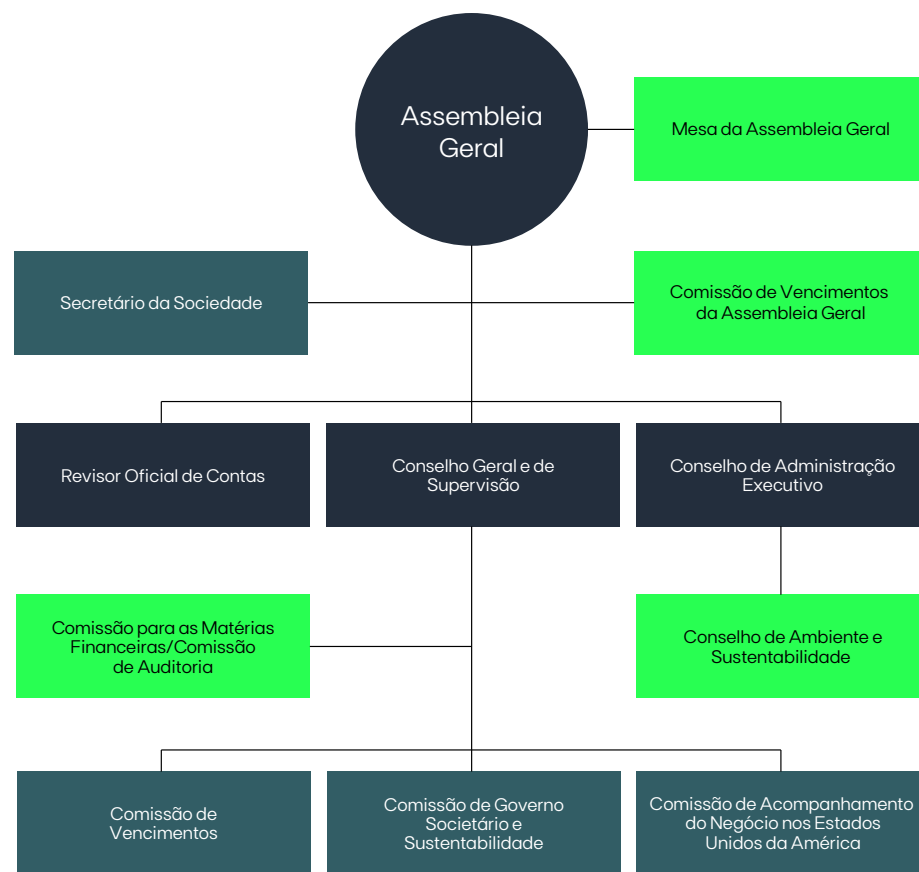 Assembleia
Geral
Mesa da Assembleia Geral
Secretário da Sociedade
Comissão de Vencimentos
da Assembleia Geral
Revisor Oficial de Contas
Conselho Geral e de
Supervisão
Conselho de Administração
Executivo
Comissão para as Matérias
Financeiras/Comissão
de Auditoria
Conselho de Ambiente e
Sustentabilidade
Comissão de
Vencimentos
Comissão de Governo
Societário e
Sustentabilidade
Comissão de Acompanhamento
do Negócio nos Estados
Unidos da América